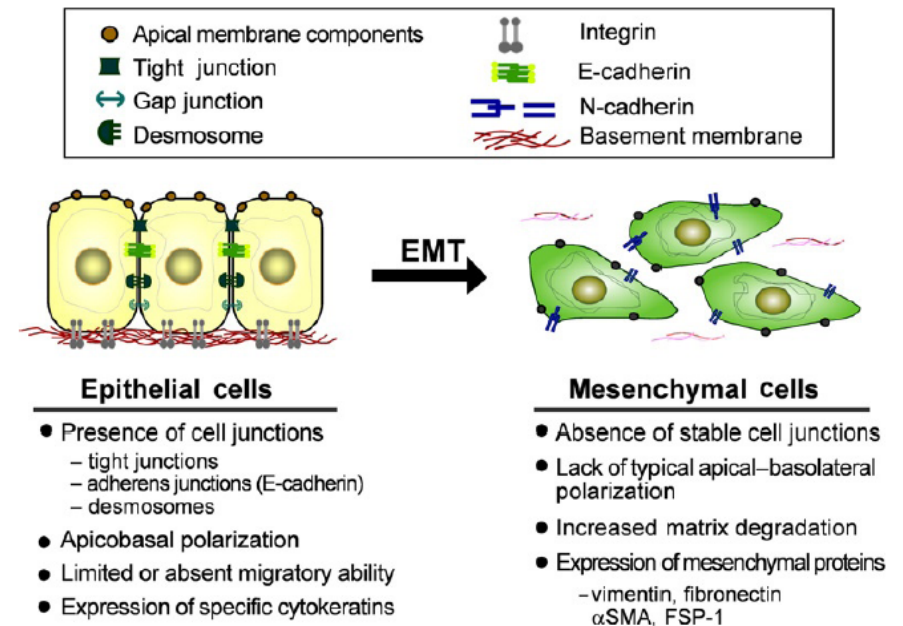 Apical membrane components
Tight junction
Gap junction
Desmosome
Integrin
E-cadherin
N-cadherin
Basement membrane
EMT
Epithelial cells
● Presence of cell junctions
– tight junctions
– adherens junctions (E-cadherin)
– desmosomes
● Apicobasal polarization
● Limited or absent migratory ability
● Expression of specific cytokeratins
Mesenchymal cells
● Absence of stable cell junctions
● Lack of typical apical–basolateral
polarization
● Increased matrix degradation
● Expression of mesenchymal proteins
–vimentin, fibronectin
αSMA, FSP-1